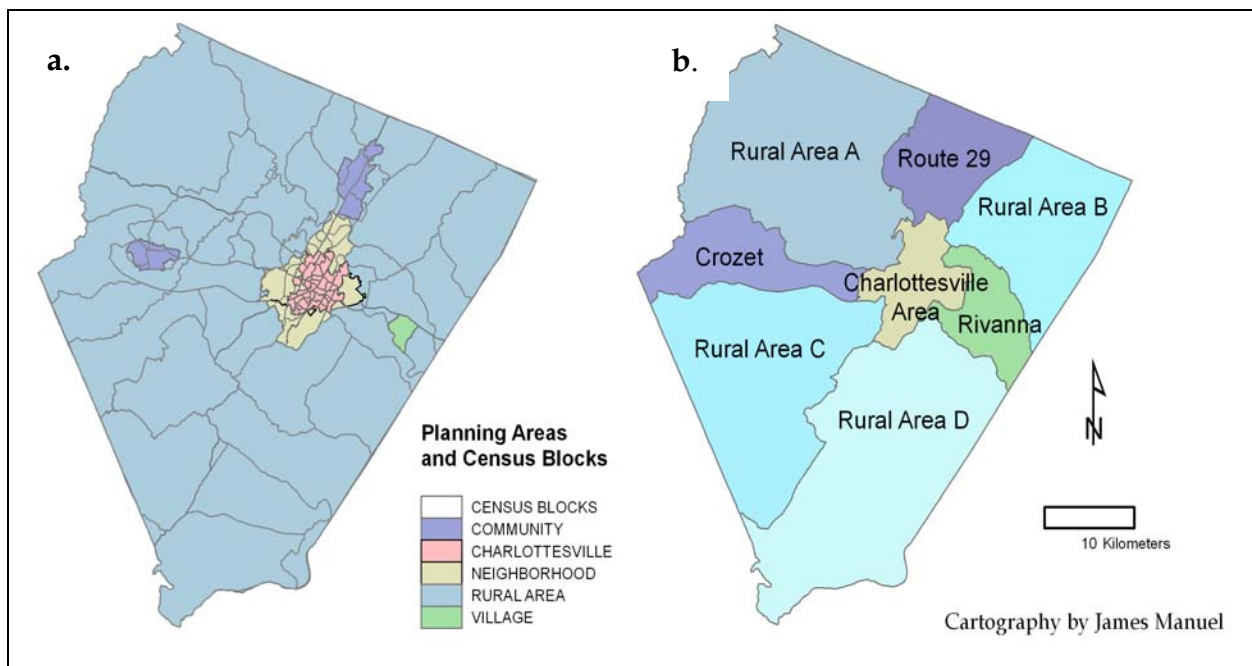 a.
Planning Areas
and Census Blocks
CENSUS BLOCKS
COMMUNITY
CHARLOTTESVILLE
NEIGHBORHOOD
RURAL AREA
VILLAGE
b.
Rural Area A
Route 29
Rural Area B
Crozet
Charlottesville
Area
Rivanna
Rural Area C
Rural Area D
N
10 Kilometers
Cartography by James Manuel